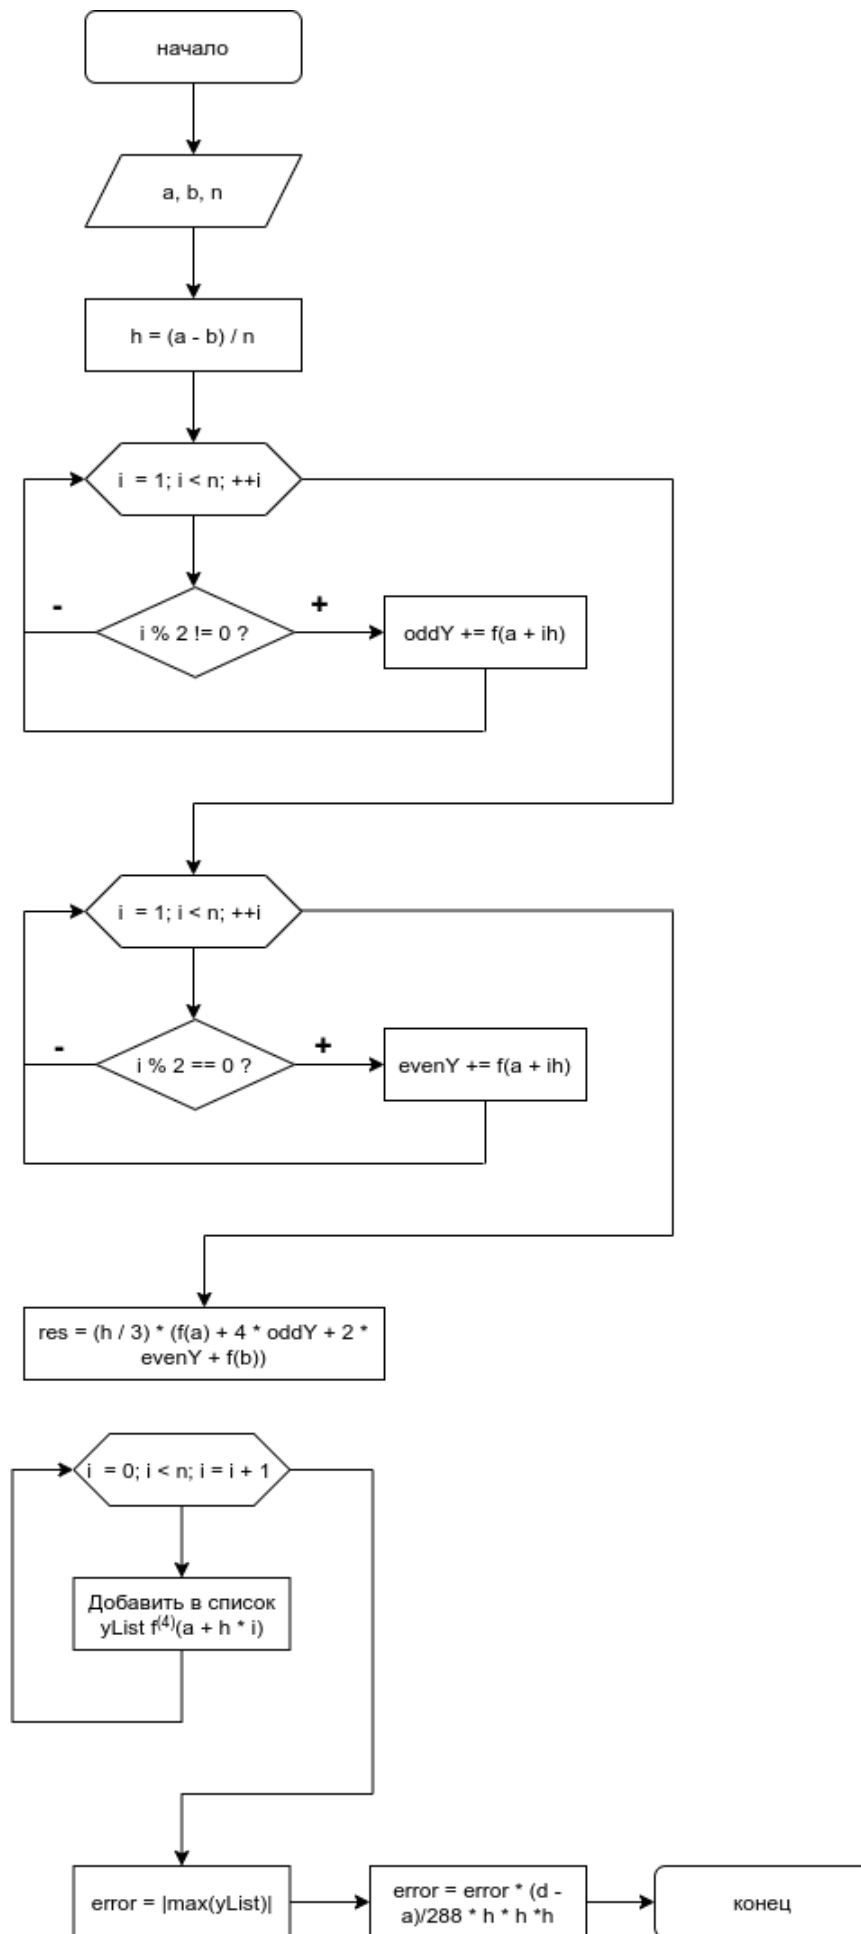 начало
a, b, n
h = (a - b) / n
i = 1; i < n; ++i
-
+
i % 2 != 0 ?
oddY += f(a + ih)
i = 1; i < n; ++i
-
+
i % 2 == 0 ?
evenY += f(a + ih)
res = (h / 3) * (f(a) + 4 * oddY + 2 *
evenY + f(b))
i = 0; i < n; i = i + 1
Добавить в список
yList f⁽⁴⁾(a + h * i)
error = |max(yList)|
error = error * (d -
a)/288 * h * h *h
конец